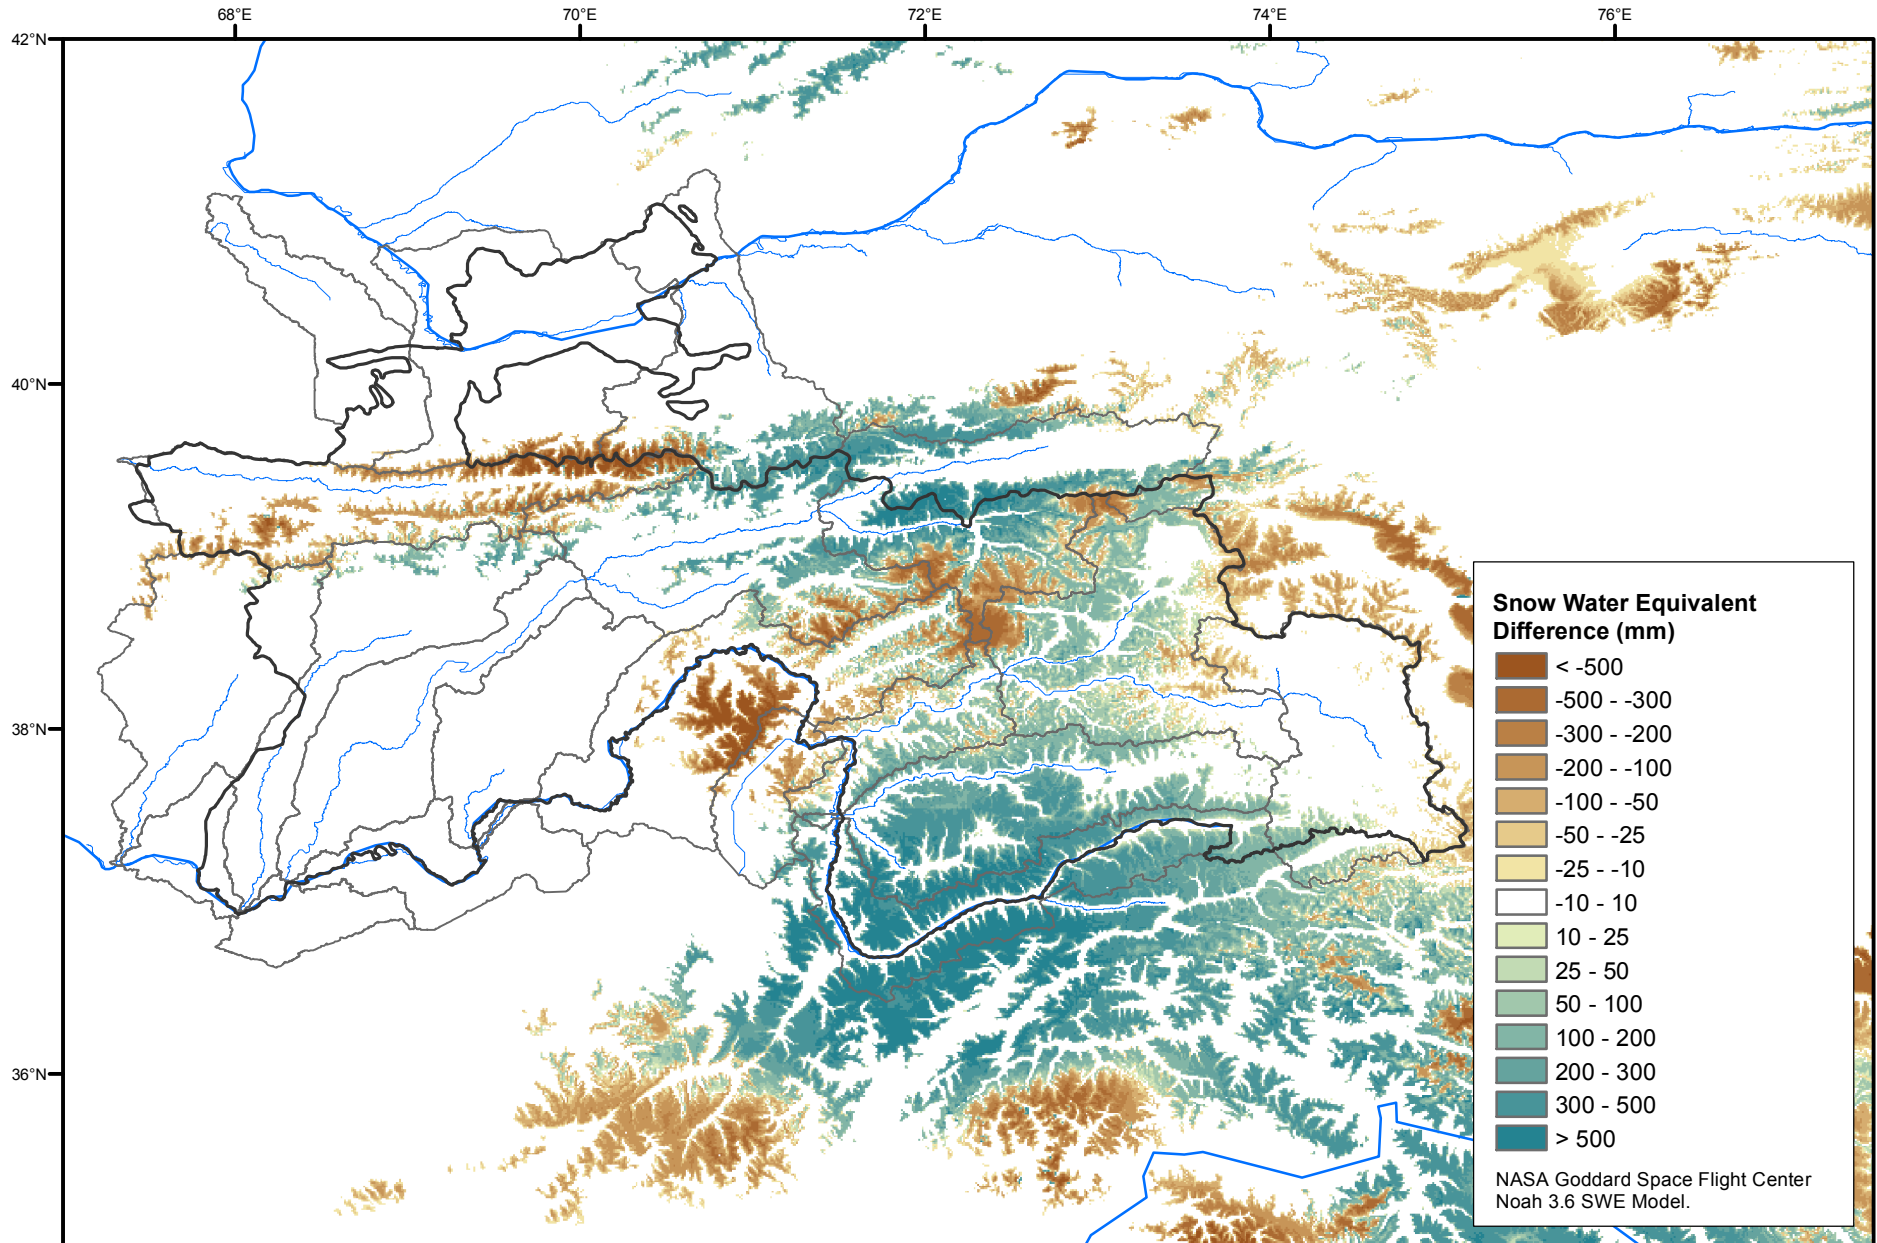 68°E 70°E 72°E 74°E 76°E
42°N
40°N
38°N
36°N
Snow Water Equivalent
Difference (mm)
< -500
-500 - -300
-300 - -200
-200 - -100
-100 - -50
-50 - -25
-25 - -10
-10 - 10
10 - 25
25 - 50
50 - 100
100 - 200
200 - 300
300 - 500
> 500
NASA Goddard Space Flight Center
Noah 3.6 SWE Model.